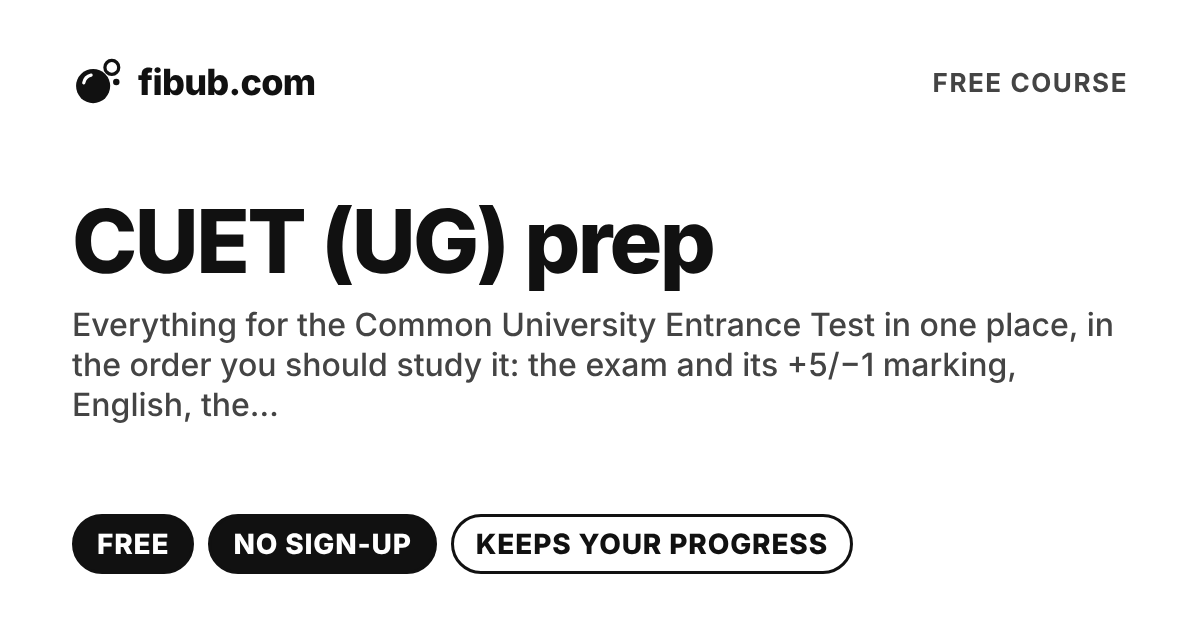 fibub.com
FREE COURSE
CUET (UG) prep
Everything for the Common University Entrance Test in one place, in
the order you should study it: the exam and its +5/−1 marking,
English, the…
FREE
NO SIGN-UP
KEEPS YOUR PROGRESS